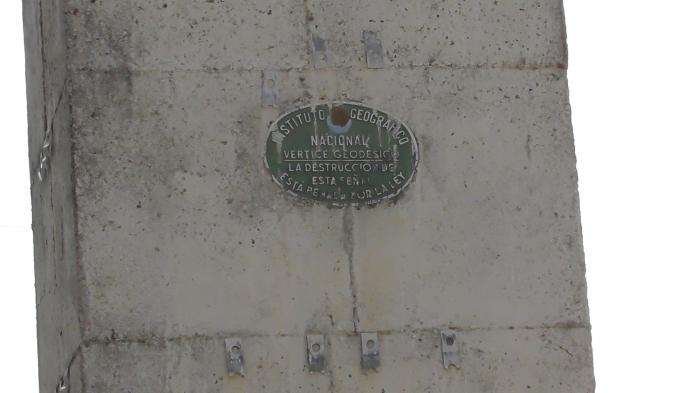 INSTITUTO GEOGRAFICO
NACIONAL
VERTICE GEODESICO
LA DESTRUCCION DE
ESTA SEÑAL
ESTA PENADA POR LA LEY